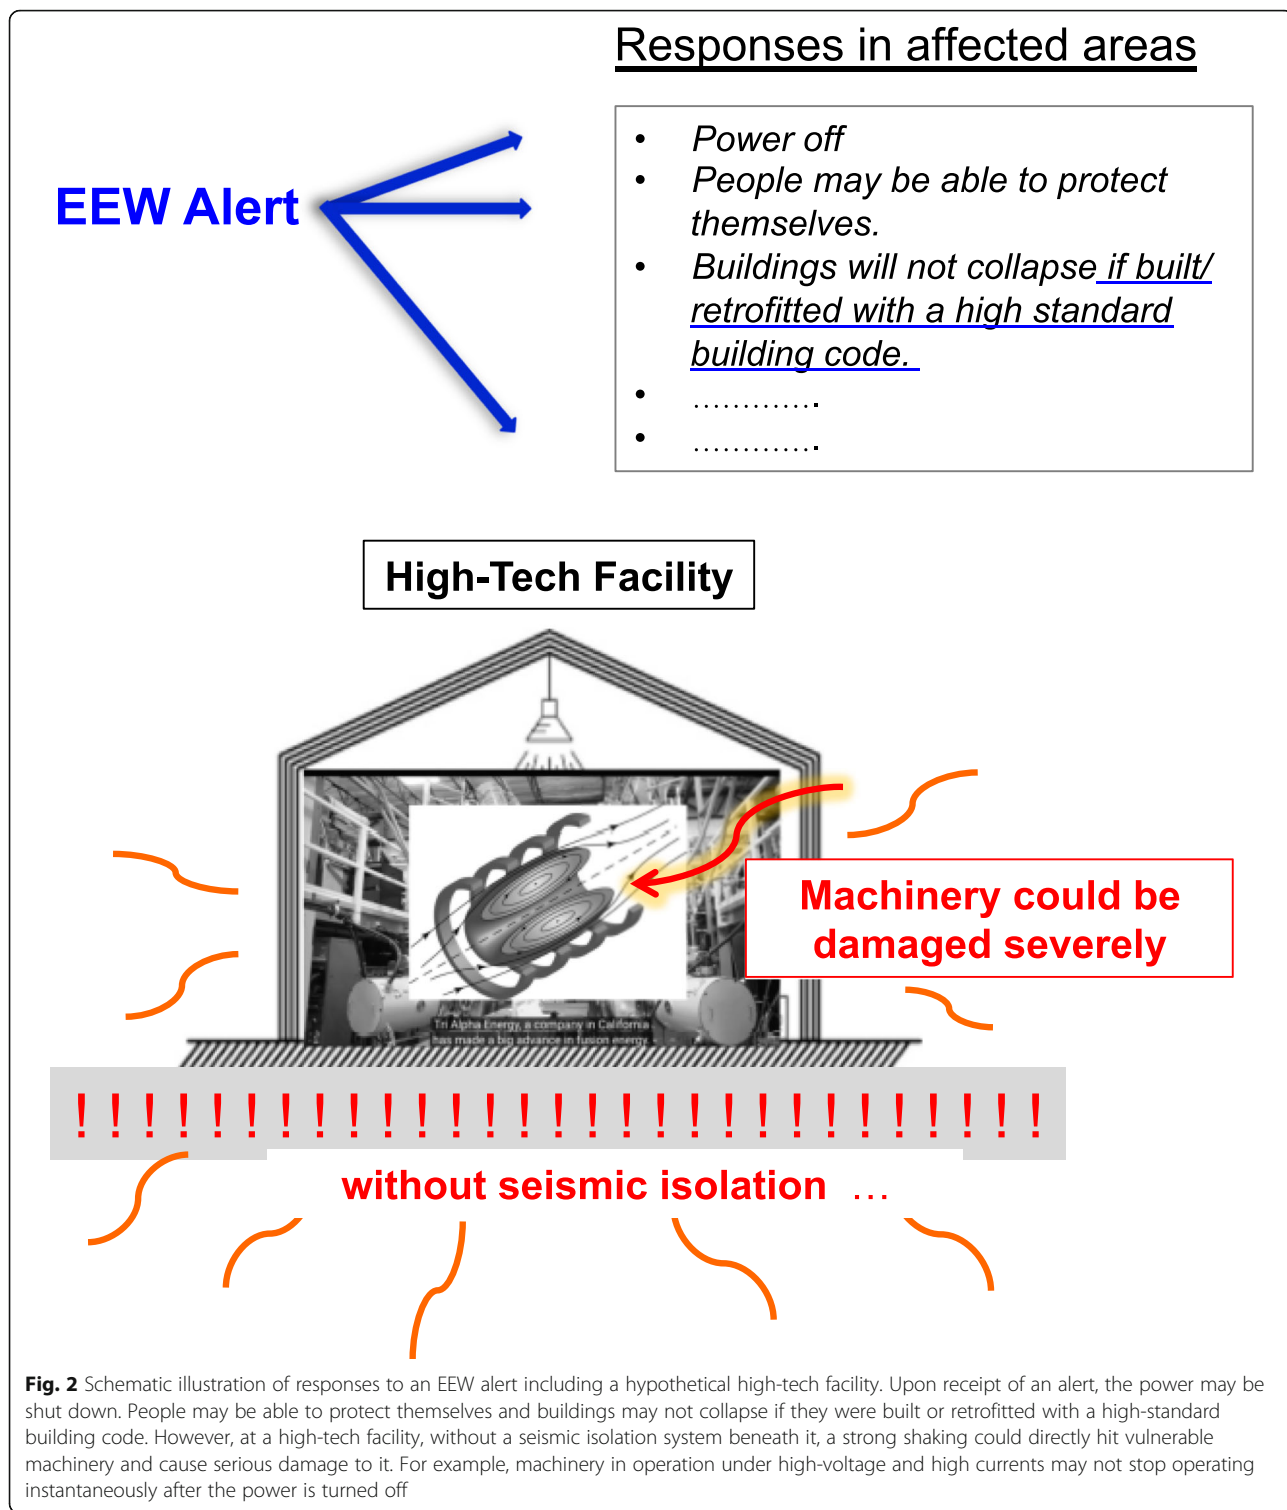 Responses in affected areas
EEW Alert
• Power off
• People may be able to protect
themselves.
• Buildings will not collapse if built/
retrofitted with a high standard
building code.
• .............
• .............
High-Tech Facility
Machinery could be
damaged severely
Tri Alpha Energy, a company in California
has made a big advance in fusion energy
! ! ! ! ! ! ! ! ! ! ! ! ! ! ! ! ! ! ! ! ! ! ! ! ! ! ! ! !
without seismic isolation ...
Fig. 2 Schematic illustration of responses to an EEW alert including a hypothetical high-tech facility. Upon receipt of an alert, the power may be
shut down. People may be able to protect themselves and buildings may not collapse if they were built or retrofitted with a high-standard
building code. However, at a high-tech facility, without a seismic isolation system beneath it, a strong shaking could directly hit vulnerable
machinery and cause serious damage to it. For example, machinery in operation under high-voltage and high currents may not stop operating
instantaneously after the power is turned off